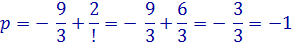 p = − 9/3 + 2/! = − 9/3 + 6/3 = − 3/3 = −1